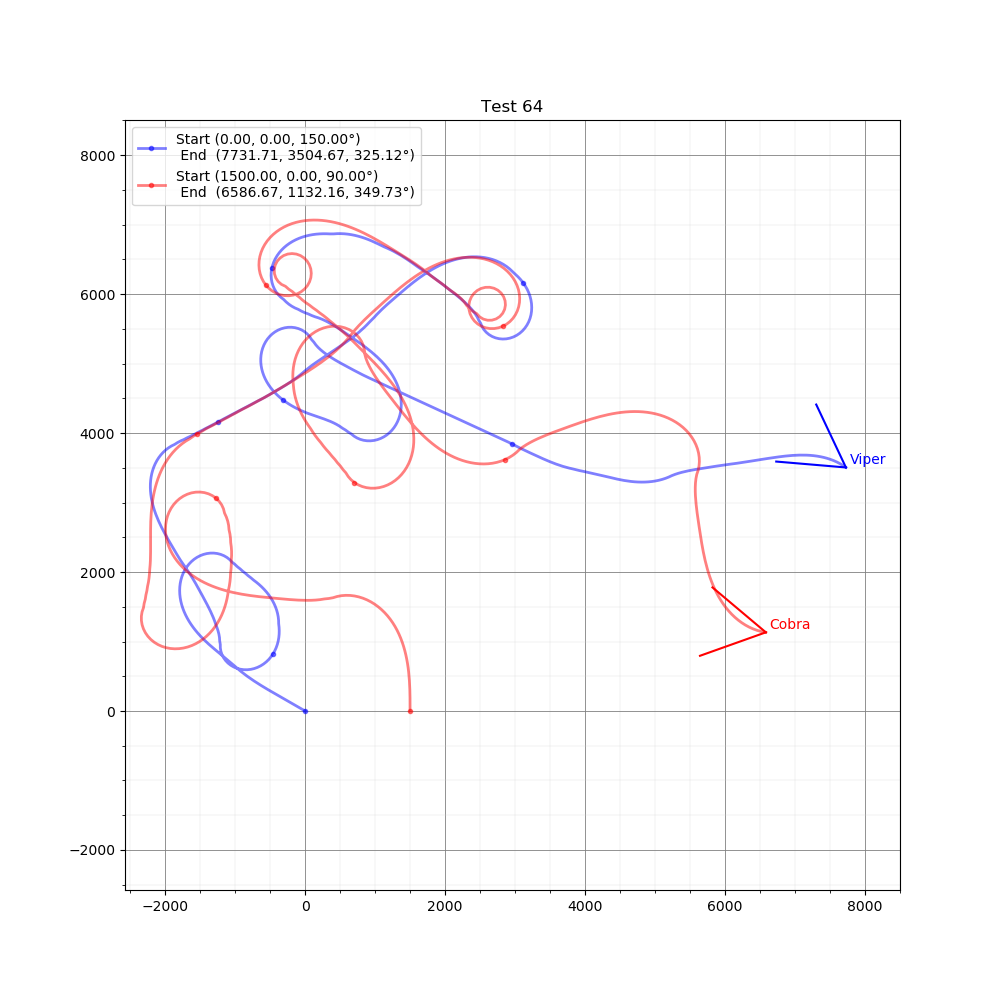 Test 64
Start (0.00, 0.00, 150.00°)
End  (7731.71, 3504.67, 325.12°)
Start (1500.00, 0.00, 90.00°)
End  (6586.67, 1132.16, 349.73°)
8000
6000
4000
2000
0
−2000
Viper
Cobra
−2000
0
2000
4000
6000
8000